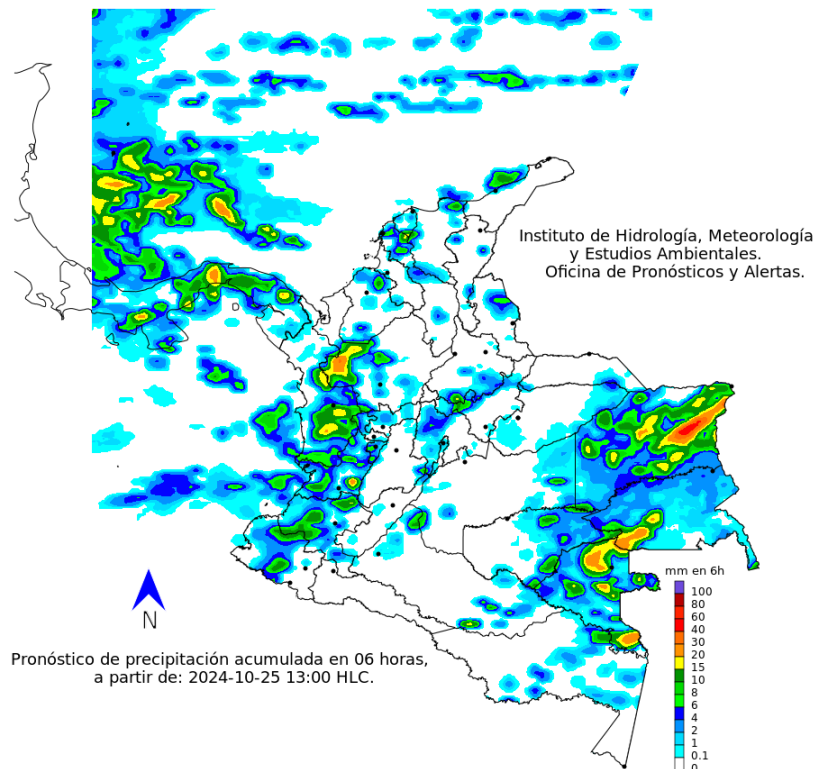 Instituto de Hidrología, Meteorología
y Estudios Ambientales.
Oficina de Pronósticos y Alertas.
mm en 6h
100
80
60
40
30
20
15
10
8
6
4
2
1
0.1
0
N
Pronóstico de precipitación acumulada en 06 horas,
a partir de: 2024-10-25 13:00 HLC.